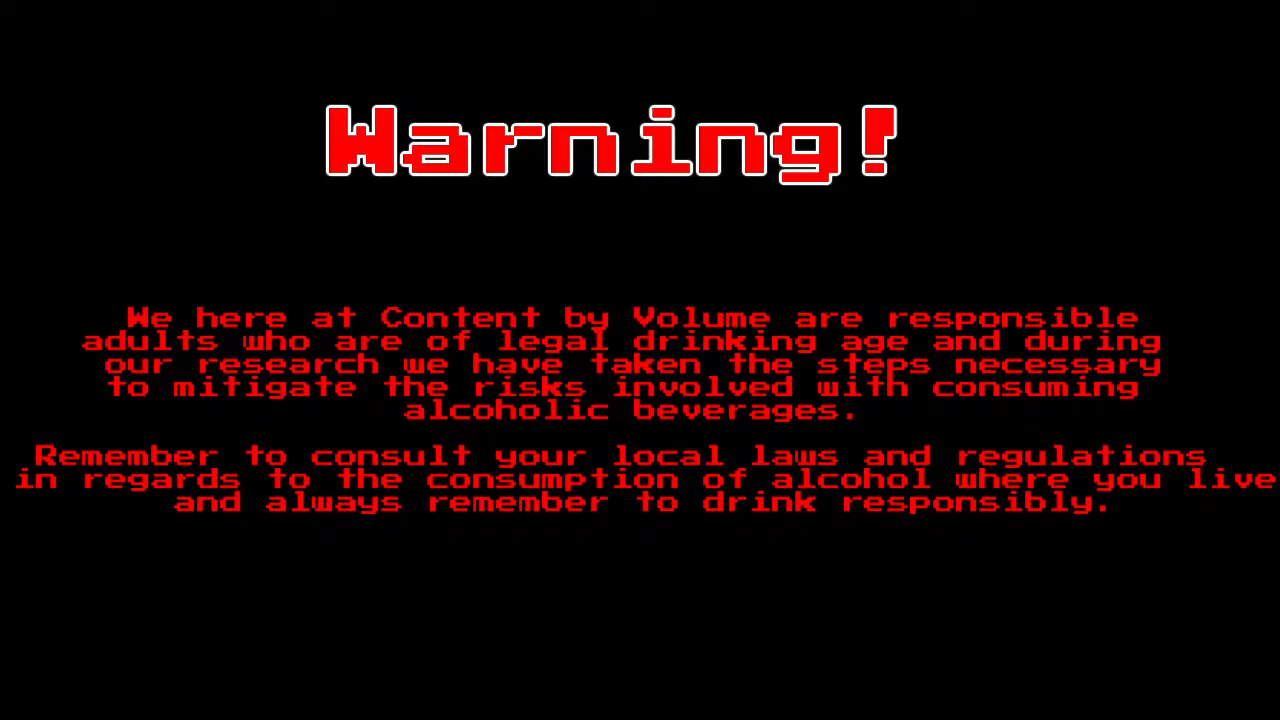 Warning!
We here at Content by Volume are responsible
adults who are of legal drinking age and during
our research we have taken the steps necessary
to mitigate the risks involved with consuming
alcoholic beverages.
Remember to consult your local laws and regulations
in regards to the consumption of alcohol where you live
and always remember to drink responsibly.